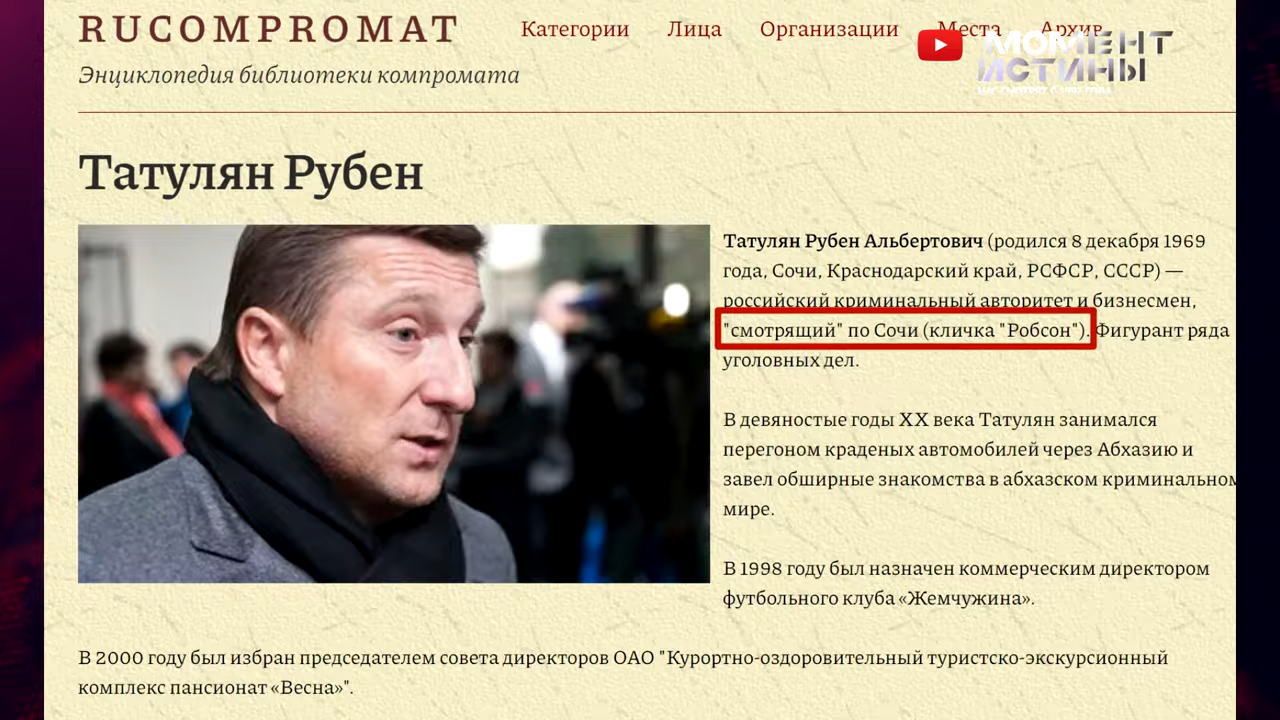 RUCOMPROMAT
Категории Лица Организации Места Архив
МОМЕНТ
ИСТИНЫ
Энциклопедия библиотеки компромата
Татулян Рубен
Татулян Рубен Альбертович (родился 8 декабря 1969
года, Сочи, Краснодарский край, РСФСР, СССР) —
российский криминальный авторитет и бизнесмен,
"смотрящий" по Сочи (кличка "Робсон"). Фигурант ряда
уголовных дел.
В девяностые годы XX века Татулян занимался
перегоном краденых автомобилей через Абхазию и
завел обширные знакомства в абхазском криминальном
мире.
В 1998 году был назначен коммерческим директором
футбольного клуба «Жемчужина».
В 2000 году был избран председателем совета директоров ОАО "Курортно-оздоровительный туристско-экскурсионный
комплекс пансионат «Весна»".